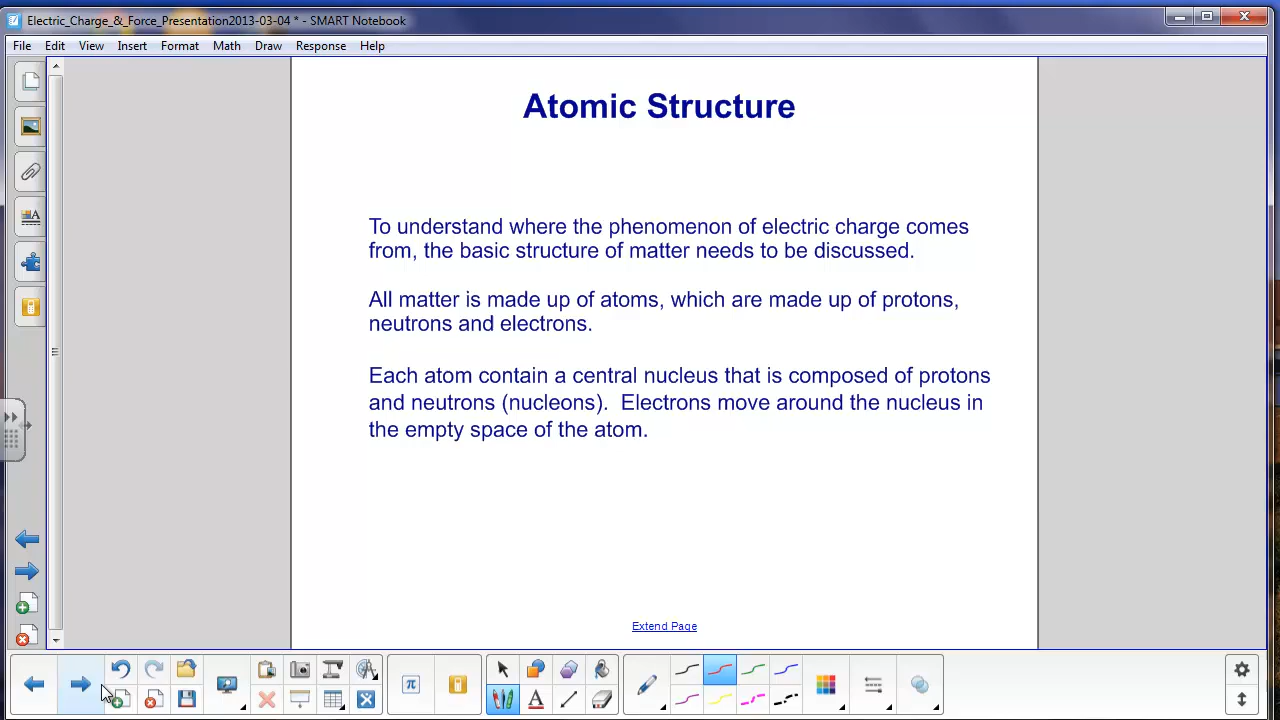 Electric_Charge_&_Force_Presentation2013-03-04 * - SMART Notebook
File Edit View Insert Format Math Draw Response Help
Atomic Structure
To understand where the phenomenon of electric charge comes
from, the basic structure of matter needs to be discussed.
All matter is made up of atoms, which are made up of protons,
neutrons and electrons.
Each atom contain a central nucleus that is composed of protons
and neutrons (nucleons).  Electrons move around the nucleus in
the empty space of the atom.
Extend Page